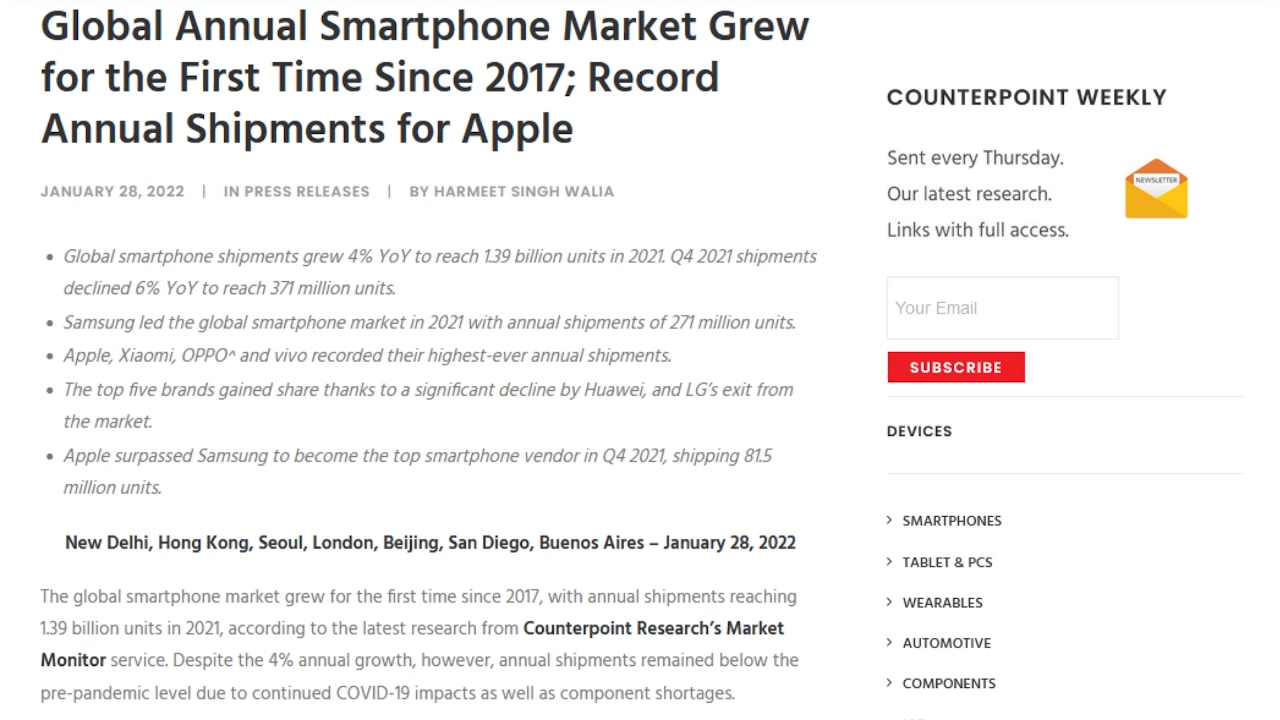 Global Annual Smartphone Market Grew
for the First Time Since 2017; Record
Annual Shipments for Apple
JANUARY 28, 2022 | IN PRESS RELEASES | BY HARMEET SINGH WALIA
• Global smartphone shipments grew 4% YoY to reach 1.39 billion units in 2021. Q4 2021 shipments
declined 6% YoY to reach 371 million units.
• Samsung led the global smartphone market in 2021 with annual shipments of 271 million units.
• Apple, Xiaomi, OPPO^ and vivo recorded their highest-ever annual shipments.
• The top five brands gained share thanks to a significant decline by Huawei, and LG’s exit from
the market.
• Apple surpassed Samsung to become the top smartphone vendor in Q4 2021, shipping 81.5
million units.
New Delhi, Hong Kong, Seoul, London, Beijing, San Diego, Buenos Aires – January 28, 2022
The global smartphone market grew for the first time since 2017, with annual shipments reaching
1.39 billion units in 2021, according to the latest research from Counterpoint Research’s Market
Monitor service. Despite the 4% annual growth, however, annual shipments remained below the
pre-pandemic level due to continued COVID-19 impacts as well as component shortages.
COUNTERPOINT WEEKLY
Sent every Thursday.
Our latest research.
Links with full access.
NEWSLETTER
Your Email
SUBSCRIBE
DEVICES
SMARTPHONES
TABLET & PCS
WEARABLES
AUTOMOTIVE
COMPONENTS